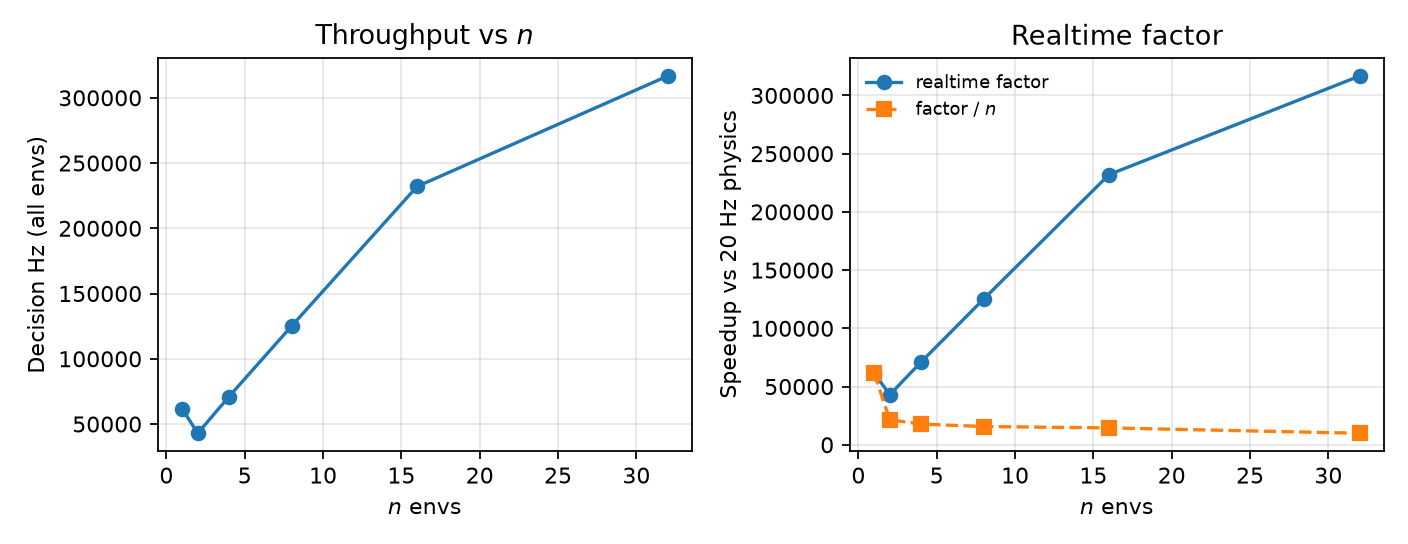 Throughput vs n
Decision Hz (all envs)
300000
250000
200000
150000
100000
50000
0 5 10 15 20 25 30
n envs
Realtime factor
realtime factor
factor / n
Speedup vs 20 Hz physics
300000
250000
200000
150000
100000
50000
0
0 5 10 15 20 25 30
n envs